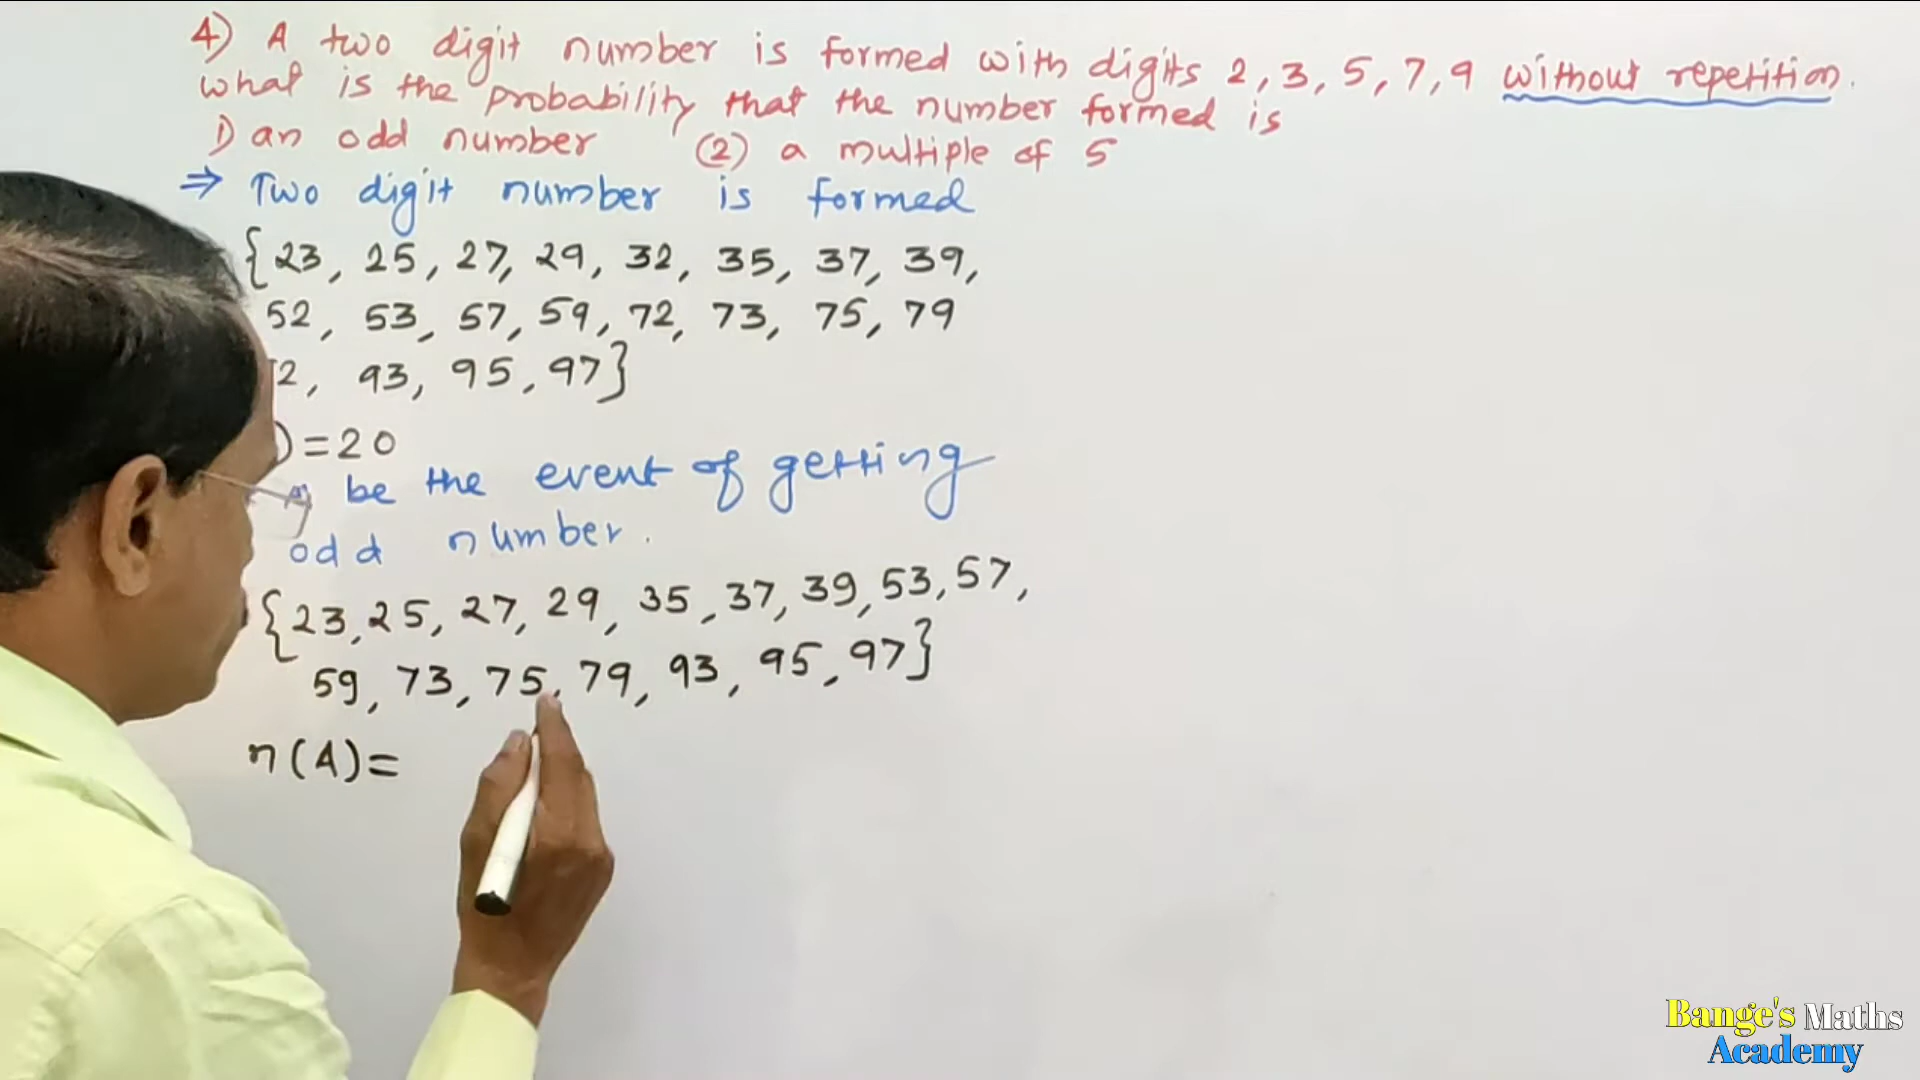 4) A two digit number is formed with digits 2, 3, 5, 7, 9 without repetition.
what is the probability that the number formed is
1) an odd number (2) a multiple of 5
⇒ Two digit number is formed
{23, 25, 27, 29, 32, 35, 37, 39,
52, 53, 57, 59, 72, 73, 75, 79
2, 93, 95, 97}
) = 20
A be the event of getting
odd number.
{23, 25, 27, 29, 35, 37, 39, 53, 57,
59, 73, 75, 79, 93, 95, 97}
n(A) =
Bange's Maths
Academy